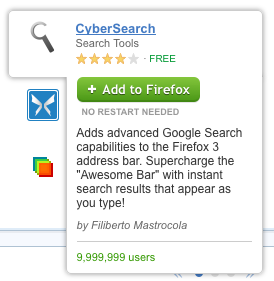 CyberSearch
Search Tools
· FREE
+ Add to Firefox
NO RESTART NEEDED
Adds advanced Google Search
capabilities to the Firefox 3
address bar. Supercharge the
"Awesome Bar" with instant
search results that appear as
you type!
by Filiberto Mastrocola
9,999,999 users